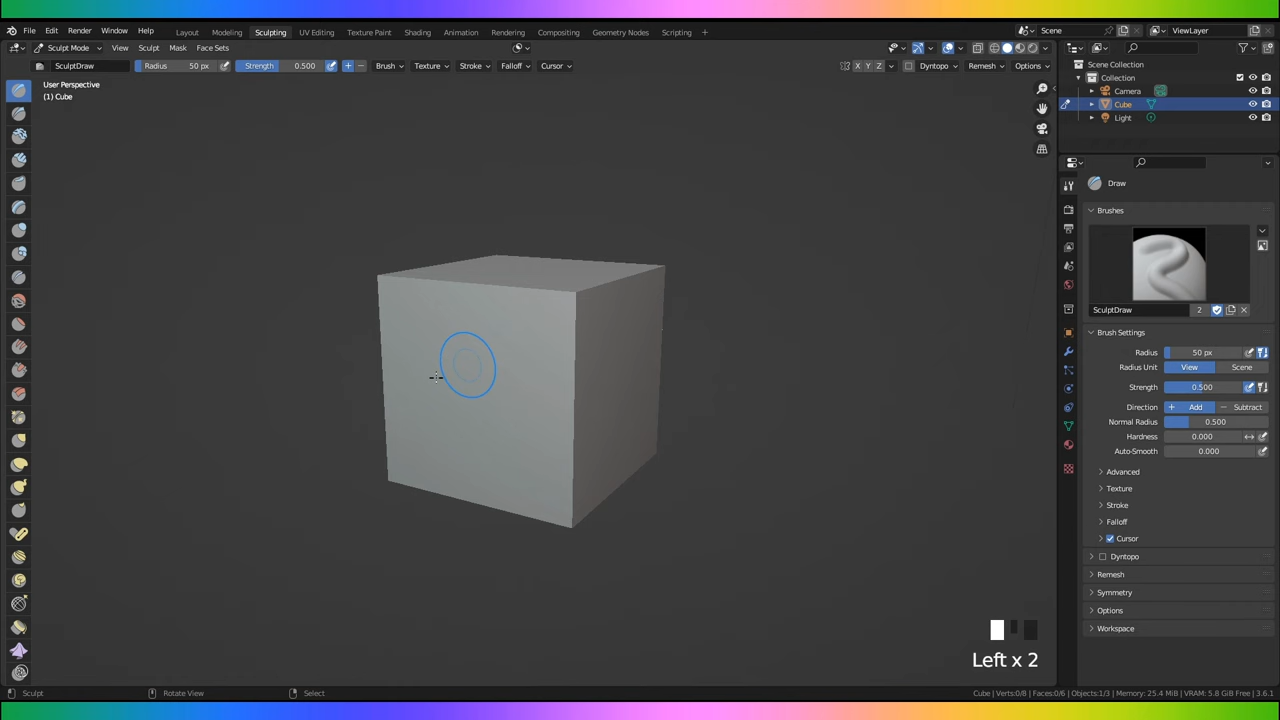 File Edit Render Window Help Layout Modeling Sculpting UV Editing Texture Paint Shading Animation Rendering Compositing Geometry Nodes Scripting + Scene ViewLayer
Sculpt Mode View Sculpt Mask Face Sets
SculptDraw Radius 50 px Strength 0.500 Brush Texture Stroke Falloff Cursor X Y Z Dyntopo Remesh Options
User Perspective
(1) Cube
Scene Collection
Collection
Camera
Cube
Light
Draw
Brushes
SculptDraw 2
Brush Settings
Radius 50 px
Radius Unit View Scene
Strength 0.500
Direction + Add − Subtract
Normal Radius 0.500
Hardness 0.000
Auto-Smooth 0.000
Advanced
Texture
Stroke
Falloff
Cursor
Dyntopo
Remesh
Symmetry
Options
Workspace
Left x 2
Sculpt Rotate View Select Cube | Verts:0/8 | Faces:0/6 | Objects:1/3 | Memory: 25.4 MiB | VRAM: 5.8 GiB Free | 3.6.1